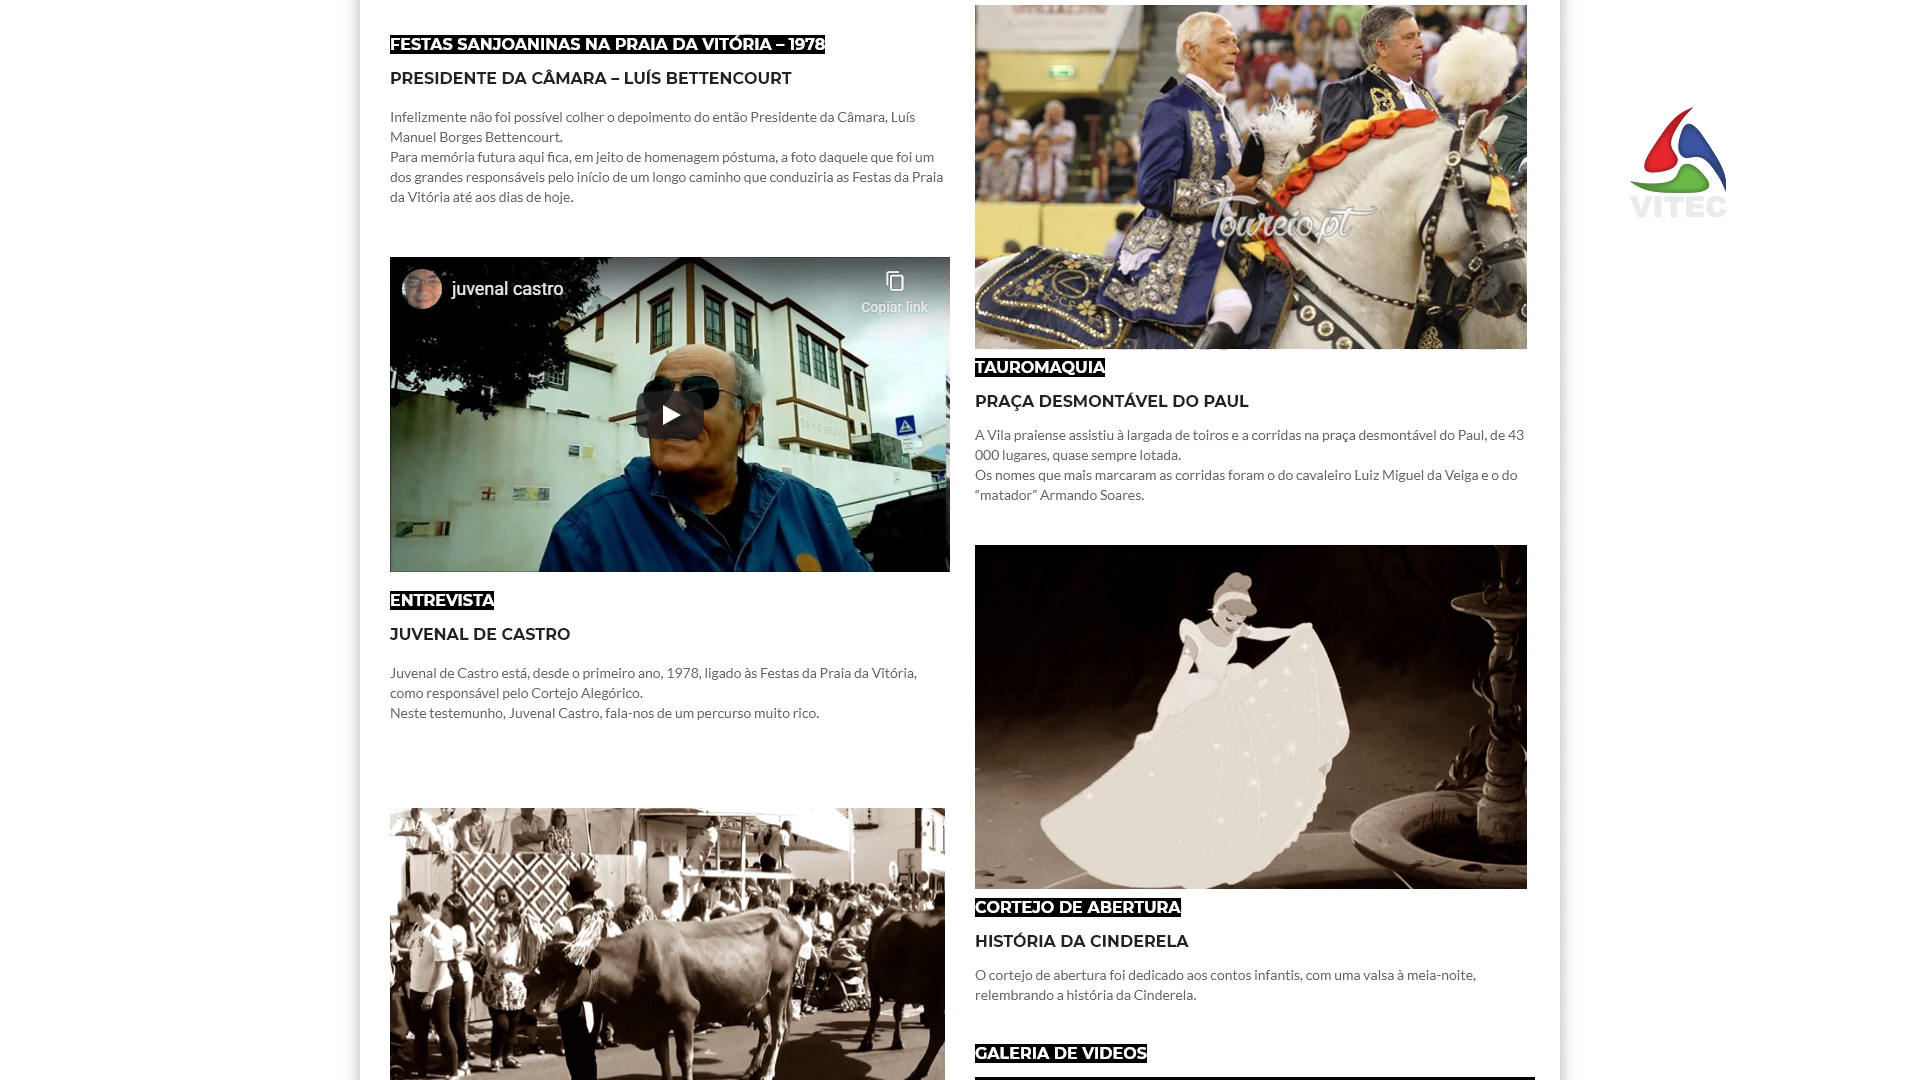 FESTAS SANJOANINAS NA PRAIA DA VITÓRIA – 1978
PRESIDENTE DA CÂMARA – LUÍS BETTENCOURT
Infelizmente não foi possível colher o depoimento do então Presidente da Câmara, Luís
Manuel Borges Bettencourt.
Para memória futura aqui fica, em jeito de homenagem póstuma, a foto daquele que foi um
dos grandes responsáveis pelo início de um longo caminho que conduziria as Festas da Praia
da Vitória até aos dias de hoje.
juvenal castro
Copiar link
ENTREVISTA
JUVENAL DE CASTRO
Juvenal de Castro está, desde o primeiro ano, 1978, ligado às Festas da Praia da Vitória,
como responsável pelo Cortejo Alegórico.
Neste testemunho, Juvenal Castro, fala-nos de um percurso muito rico.
Toureio.pt
TAUROMAQUIA
PRAÇA DESMONTÁVEL DO PAUL
A Vila praiense assistiu à largada de toiros e a corridas na praça desmontável do Paul, de 43
000 lugares, quase sempre lotada.
Os nomes que mais marcaram as corridas foram o do cavaleiro Luiz Miguel da Veiga e o do
“matador” Armando Soares.
CORTEJO DE ABERTURA
HISTÓRIA DA CINDERELA
O cortejo de abertura foi dedicado aos contos infantis, com uma valsa à meia-noite,
relembrando a história da Cinderela.
GALERIA DE VIDEOS
VITEC